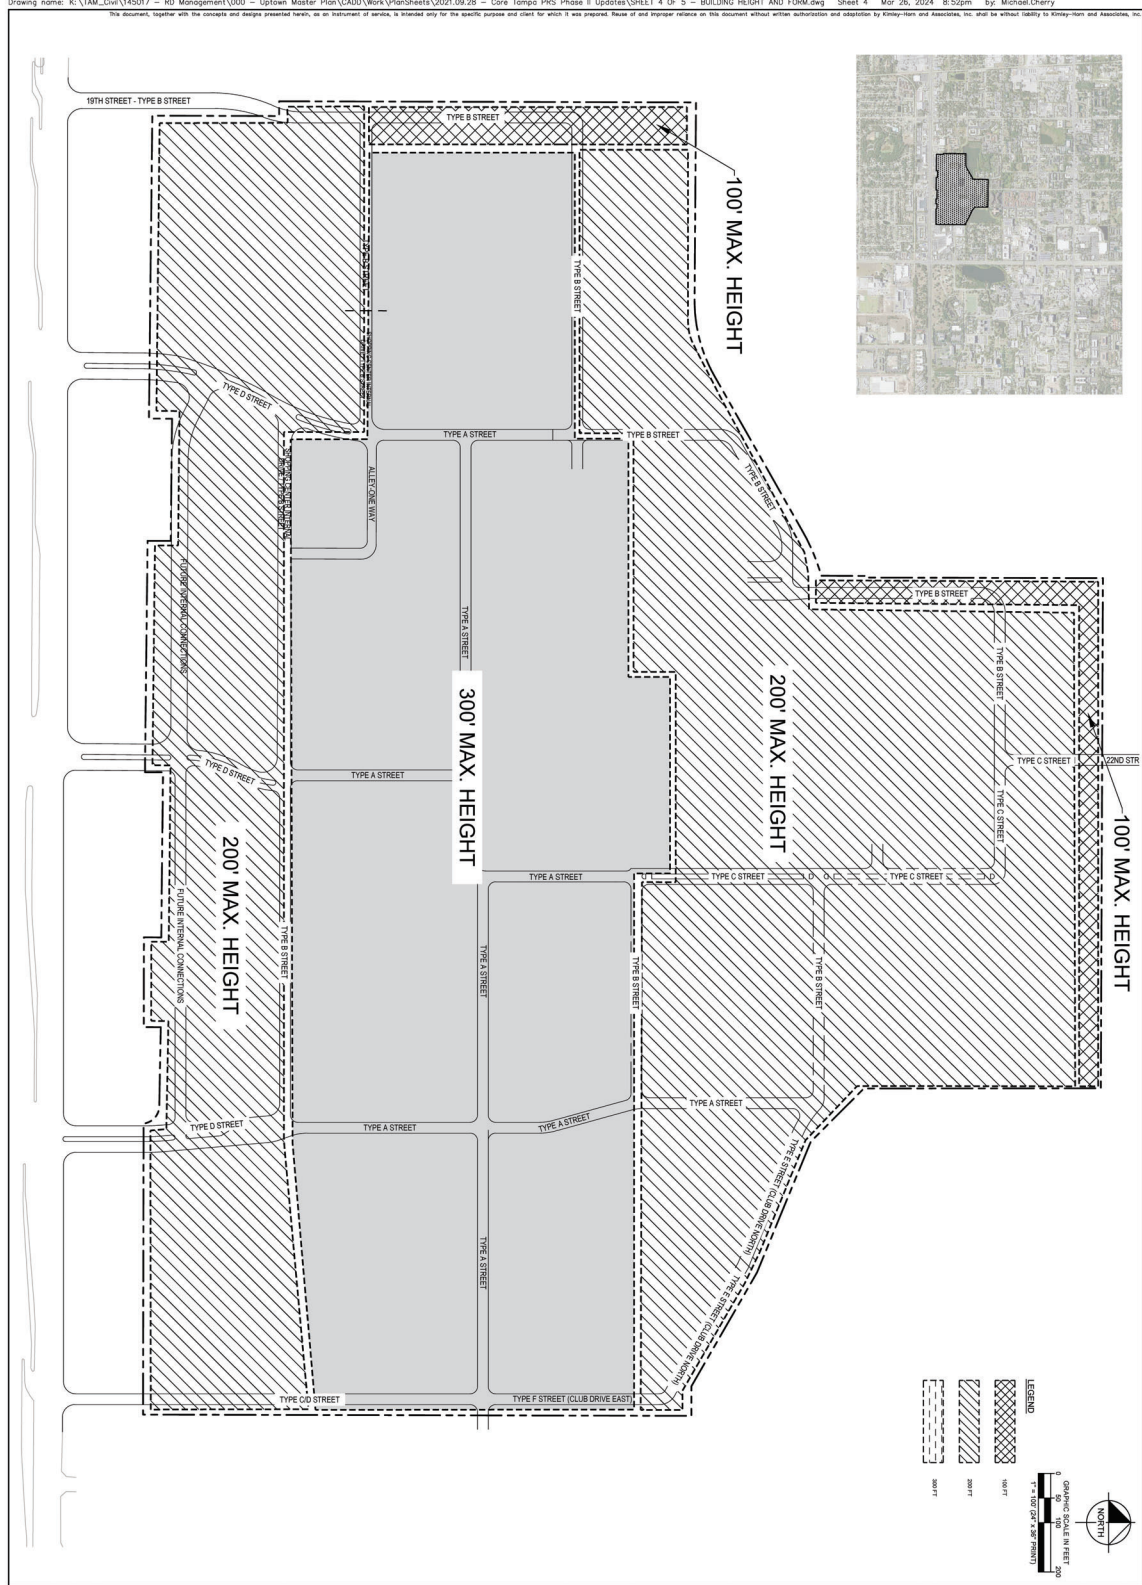 Drawing name: K:\TAM_Civil\145017 - RD Management\000 - Uptown Master Plan\CADD\Work\PlanSheets\2021.09.28 - Core Tampa PRS Phase II Updates\SHEET 4 OF 5 - BUILDING HEIGHT AND FORM.dwg Sheet 4 Mar 26, 2024 8:52pm by: Michael.Cherry
This document, together with the concepts and designs presented herein, as an instrument of service, is intended only for the specific purpose and client for which it was prepared. Reuse of and improper reliance on this document without written authorization and adaptation by Kimley-Horn and Associates, Inc. shall be without liability to Kimley-Horn and Associates, Inc.
19TH STREET - TYPE B STREET
TYPE B STREET
100' MAX. HEIGHT
TYPE B STREET
TYPE D STREET
TYPE A STREET
TYPE B STREET
TYPE B STREET
SHOPPING CENTER INTERNAL
ALLEY-ONE WAY
FUTURE INTERNAL CONNECTIONS
TYPE A STREET
TYPE B STREET
TYPE B STREET
300' MAX. HEIGHT
200' MAX. HEIGHT
TYPE C STREET
22ND STR
TYPE D STREET
TYPE A STREET
TYPE C STREET
100' MAX. HEIGHT
200' MAX. HEIGHT
TYPE A STREET
TYPE C STREET
TYPE C STREET
FUTURE INTERNAL CONNECTIONS
TYPE B STREET
TYPE A STREET
TYPE B STREET
TYPE B STREET
TYPE D STREET
TYPE A STREET
TYPE A STREET
TYPE A STREET
TYPE E STREET (CLUB DRIVE NORTH)
TYPE A STREET
TYPE E STREET (CLUB DRIVE NORTH)
TYPE C/D STREET
TYPE F STREET (CLUB DRIVE EAST)
LEGEND
100 FT
200 FT
300 FT
GRAPHIC SCALE IN FEET
0 50 100 200
1" = 100' (24" x 36" PRINT)
NORTH